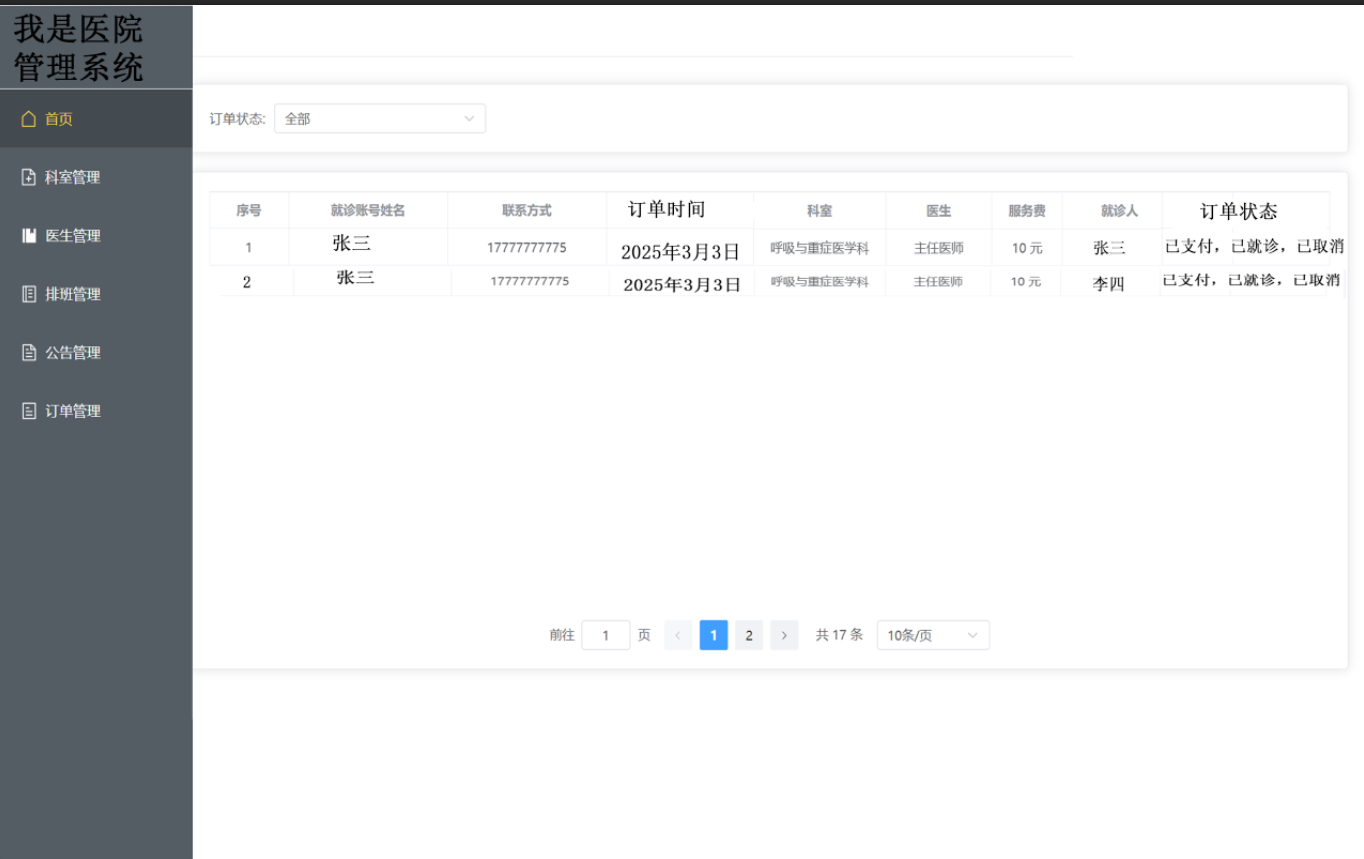 我是医院
管理系统
首页
科室管理
医生管理
排班管理
公告管理
订单管理
订单状态: 全部
序号 就诊账号姓名 联系方式 订单时间 科室 医生 服务费 就诊人 订单状态
1 张三 17777777775 2025年3月3日 呼吸与重症医学科 主任医师 10 元 张三 已支付，已就诊，已取消
2 张三 17777777775 2025年3月3日 呼吸与重症医学科 主任医师 10 元 李四 已支付，已就诊，已取消
前往 1 页 < 1 2 > 共 17 条 10条/页